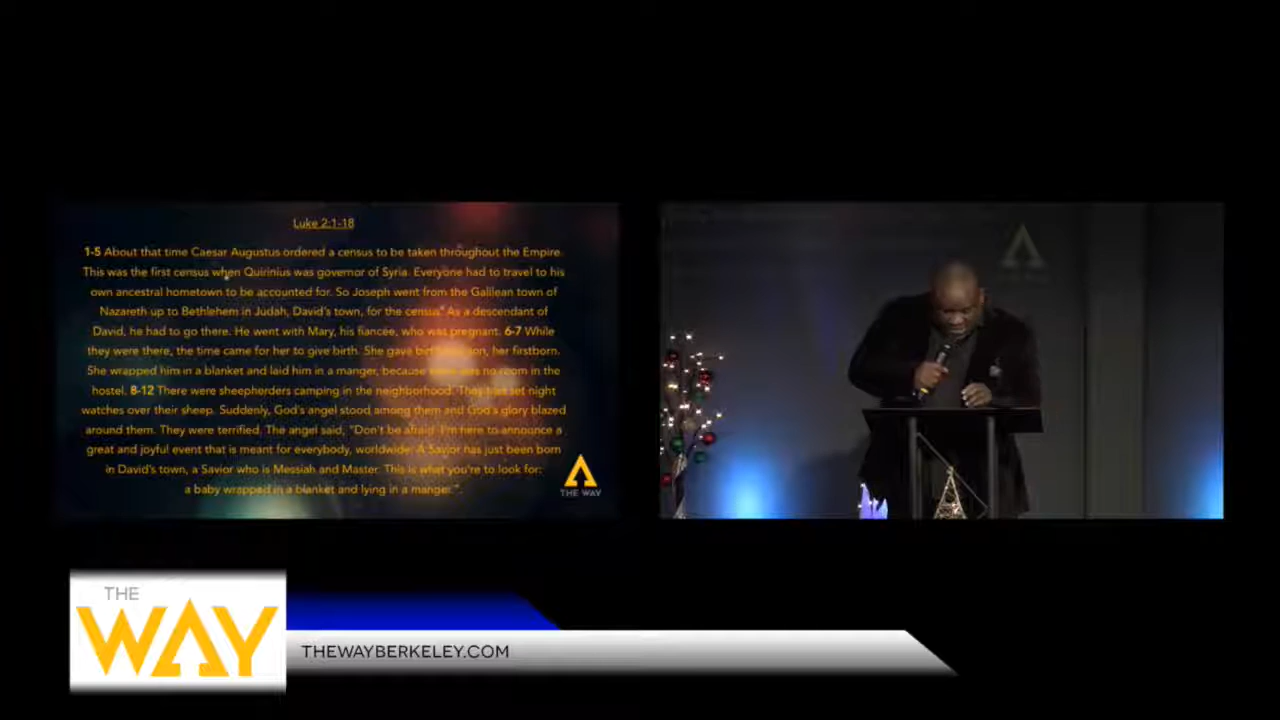 Luke 2:1-18
1-5 About that time Caesar Augustus ordered a census to be taken throughout the Empire.
This was the first census when Quirinius was governor of Syria. Everyone had to travel to his
own ancestral hometown to be accounted for. So Joseph went from the Galilean town of
Nazareth up to Bethlehem in Judah, David's town, for the census. As a descendant of
David, he had to go there. He went with Mary, his fiancée, who was pregnant. 6-7 While
they were there, the time came for her to give birth. She gave birth son, her firstborn.
She wrapped him in a blanket and laid him in a manger, because there was no room in the
hostel. 8-12 There were sheepherders camping in the neighborhood. They had set night
watches over their sheep. Suddenly, God's angel stood among them and God's glory blazed
around them. They were terrified. The angel said, "Don't be afraid. I'm here to announce a
great and joyful event that is meant for everybody, worldwide: A Savior has just been born
in David's town, a Savior who is Messiah and Master. This is what you're to look for:
a baby wrapped in a blanket and lying in a manger.".
THE WAY
THE
WAY
THEWAYBERKELEY.COM